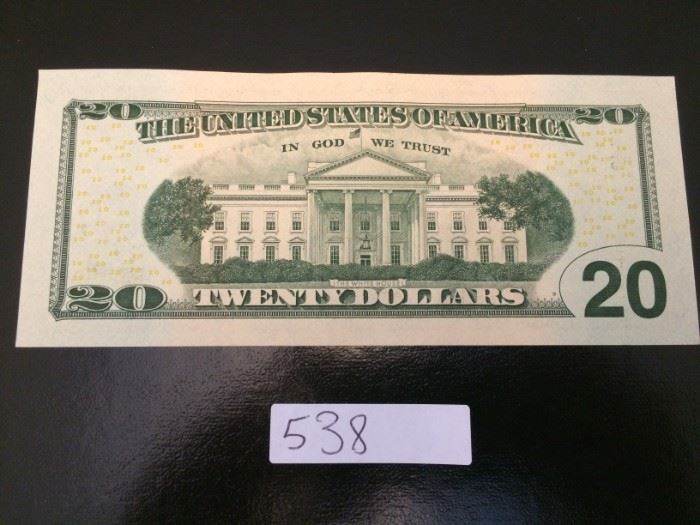 20 20
THE UNITED STATES OF AMERICA
IN GOD WE TRUST
THE WHITE HOUSE
20 TWENTY DOLLARS 20
538